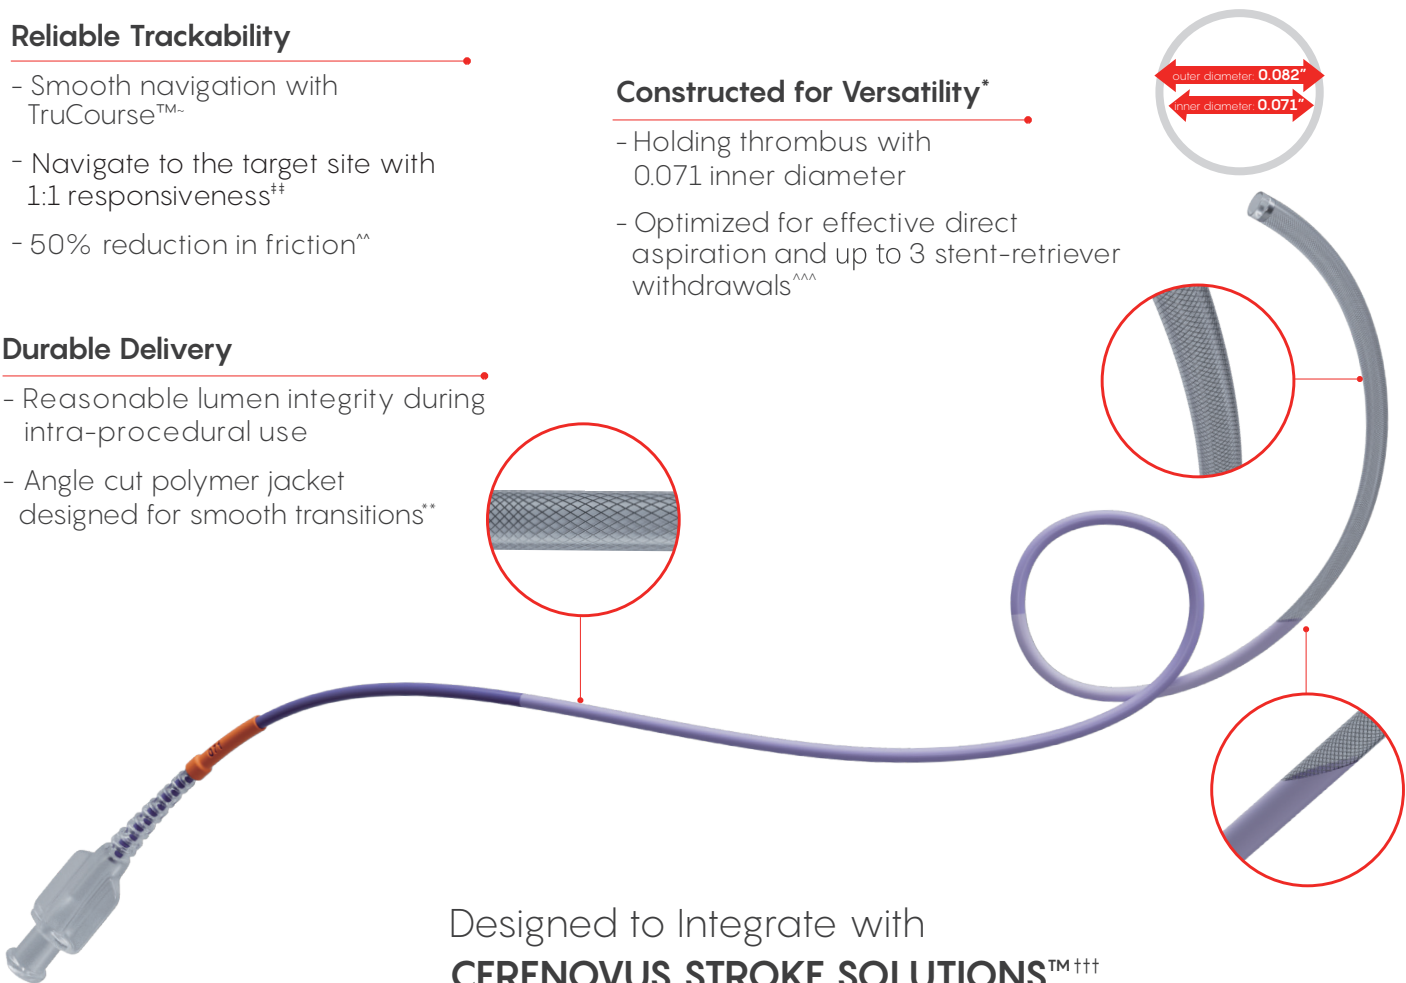 Reliable Trackability
- Smooth navigation with
TruCourse™~
- Navigate to the target site with
1:1 responsiveness‡‡
- 50% reduction in friction^^
Constructed for Versatility*
- Holding thrombus with
0.071 inner diameter
- Optimized for effective direct
aspiration and up to 3 stent-retriever
withdrawals^^^
outer diameter: 0.082"
inner diameter: 0.071"
Durable Delivery
- Reasonable lumen integrity during
intra-procedural use
- Angle cut polymer jacket
designed for smooth transitions**
Designed to Integrate with
CERENOVUS STROKE SOLUTIONS™†††